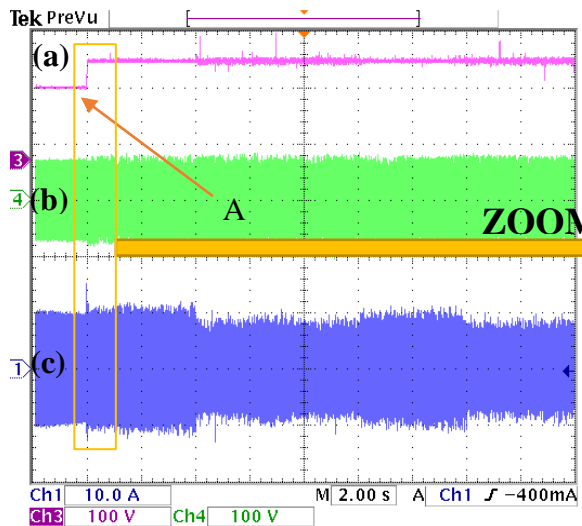 Tek PreVu
(a)
3
4
(b)
A
ZOOM
(c)
1
Ch1 10.0 A M 2.00 s A Ch1 ƒ −400mA
Ch3 100 V Ch4 100 V